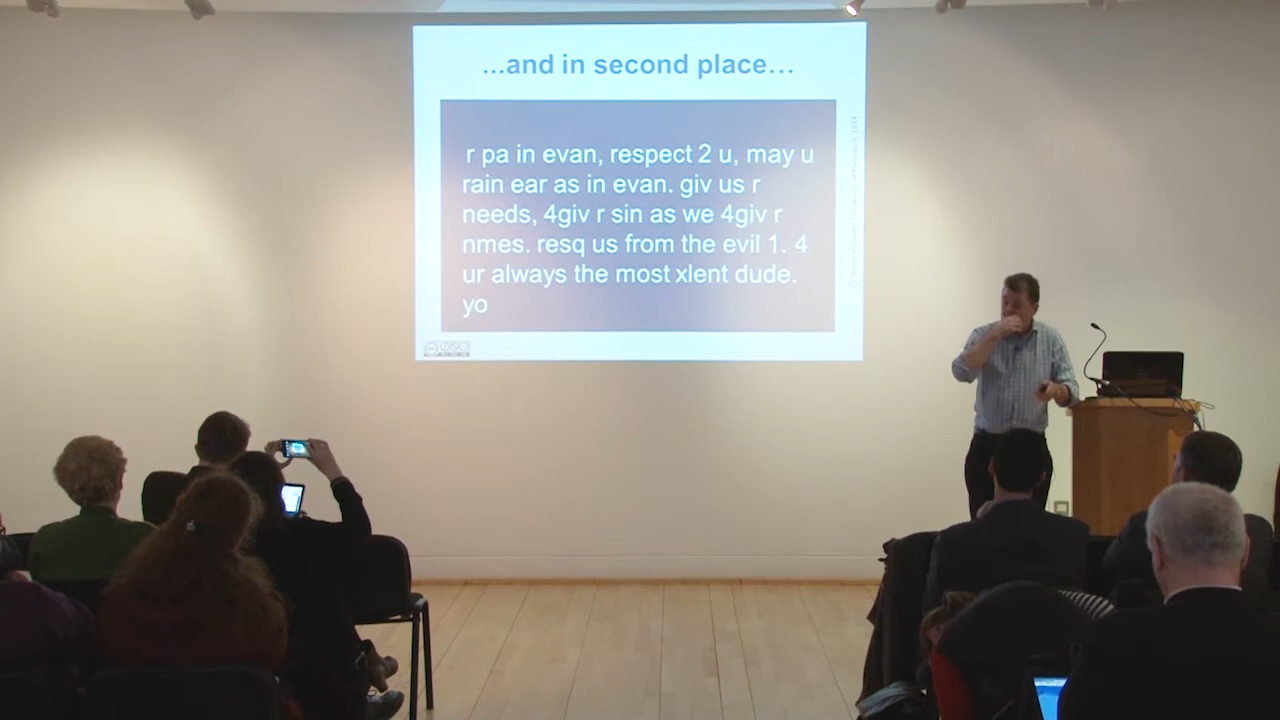 ...and in second place...
r pa in evan, respect 2 u, may u
rain ear as in evan. giv us r
needs, 4giv r sin as we 4giv r
nmes. resq us from the evil 1. 4
ur always the most xlent dude.
yo